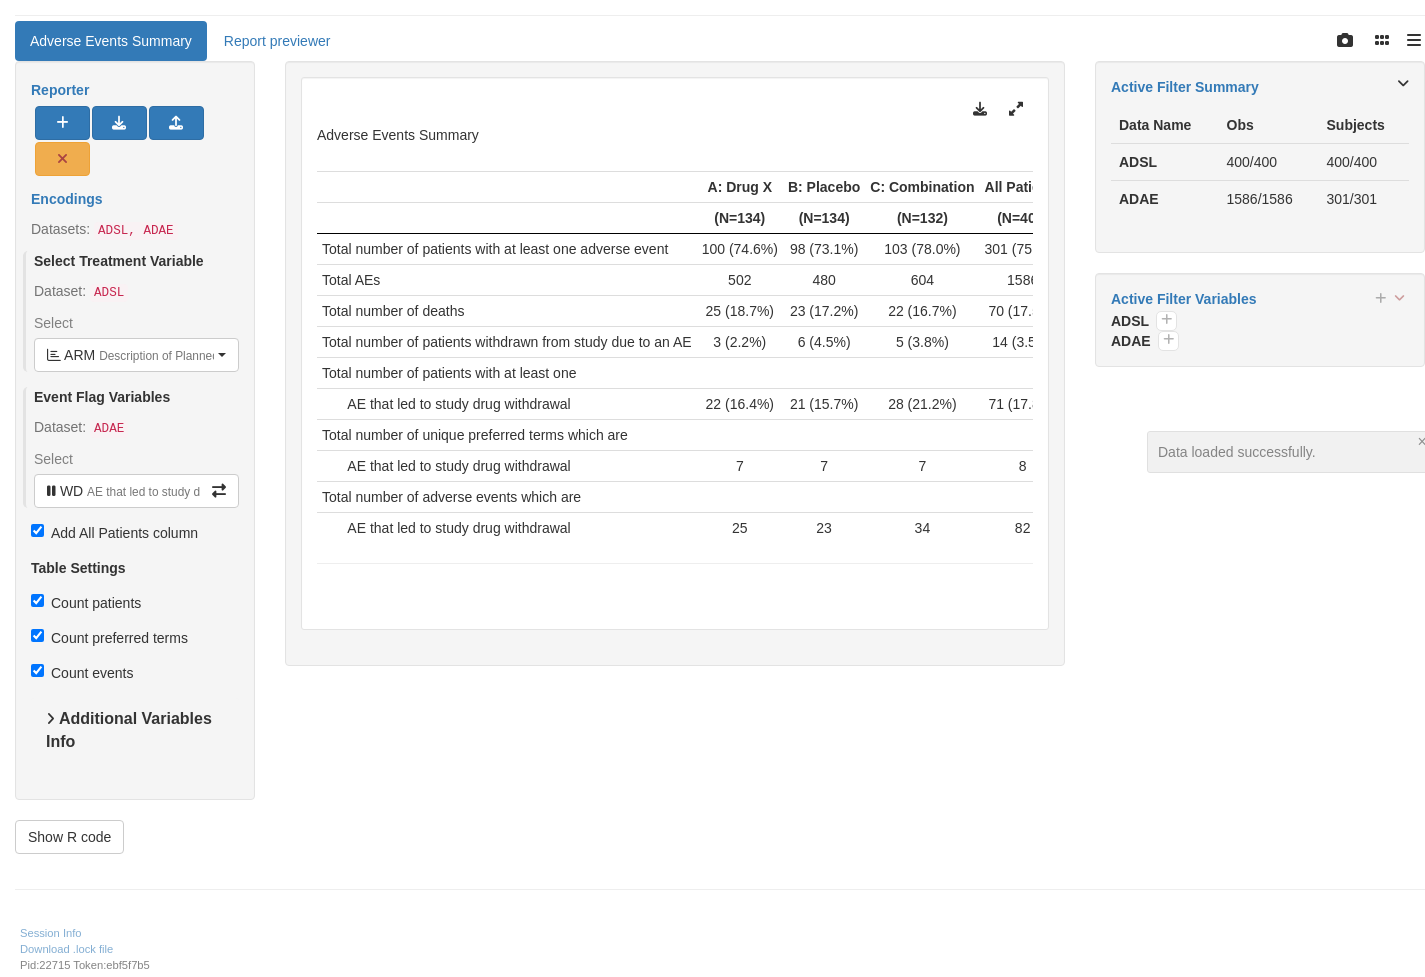 Adverse Events Summary
Report previewer
Reporter
Encodings
Datasets: ADSL, ADAE
Select Treatment Variable
Dataset: ADSL
Select
ARM Description of Planned
Event Flag Variables
Dataset: ADAE
Select
WD AE that led to study d
Add All Patients column
Table Settings
Count patients
Count preferred terms
Count events
Additional Variables
Info
Show R code
Adverse Events Summary
A: Drug X B: Placebo C: Combination All Patie
(N=134) (N=134) (N=132) (N=40
Total number of patients with at least one adverse event 100 (74.6%) 98 (73.1%) 103 (78.0%) 301 (75
Total AEs 502 480 604 1586
Total number of deaths 25 (18.7%) 23 (17.2%) 22 (16.7%) 70 (17.
Total number of patients withdrawn from study due to an AE 3 (2.2%) 6 (4.5%) 5 (3.8%) 14 (3.5
Total number of patients with at least one
AE that led to study drug withdrawal 22 (16.4%) 21 (15.7%) 28 (21.2%) 71 (17.
Total number of unique preferred terms which are
AE that led to study drug withdrawal 7 7 7 8
Total number of adverse events which are
AE that led to study drug withdrawal 25 23 34 82
Active Filter Summary
Data Name Obs Subjects
ADSL 400/400 400/400
ADAE 1586/1586 301/301
Active Filter Variables
ADSL
ADAE
Data loaded successfully.
Session Info
Download .lock file
Pid:22715 Token:ebf5f7b5